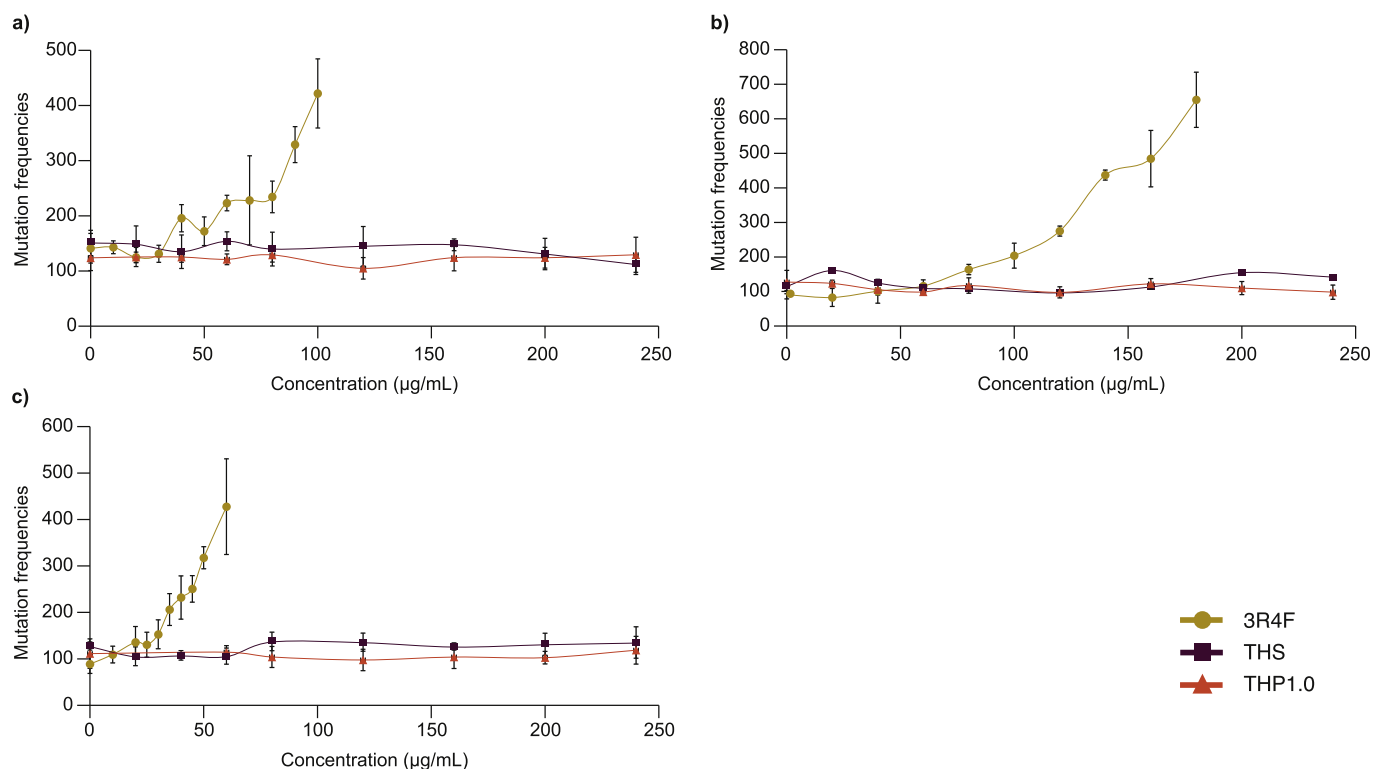 a)
500
400
300
200
100
0
Mutation frequencies
0 50 100 150 200 250
Concentration (µg/mL)
b)
800
700
600
500
400
300
200
100
0
Mutation frequencies
0 50 100 150 200 250
Concentration (µg/mL)
c)
600
500
400
300
200
100
0
Mutation frequencies
0 50 100 150 200 250
Concentration (µg/mL)
3R4F
THS
THP1.0